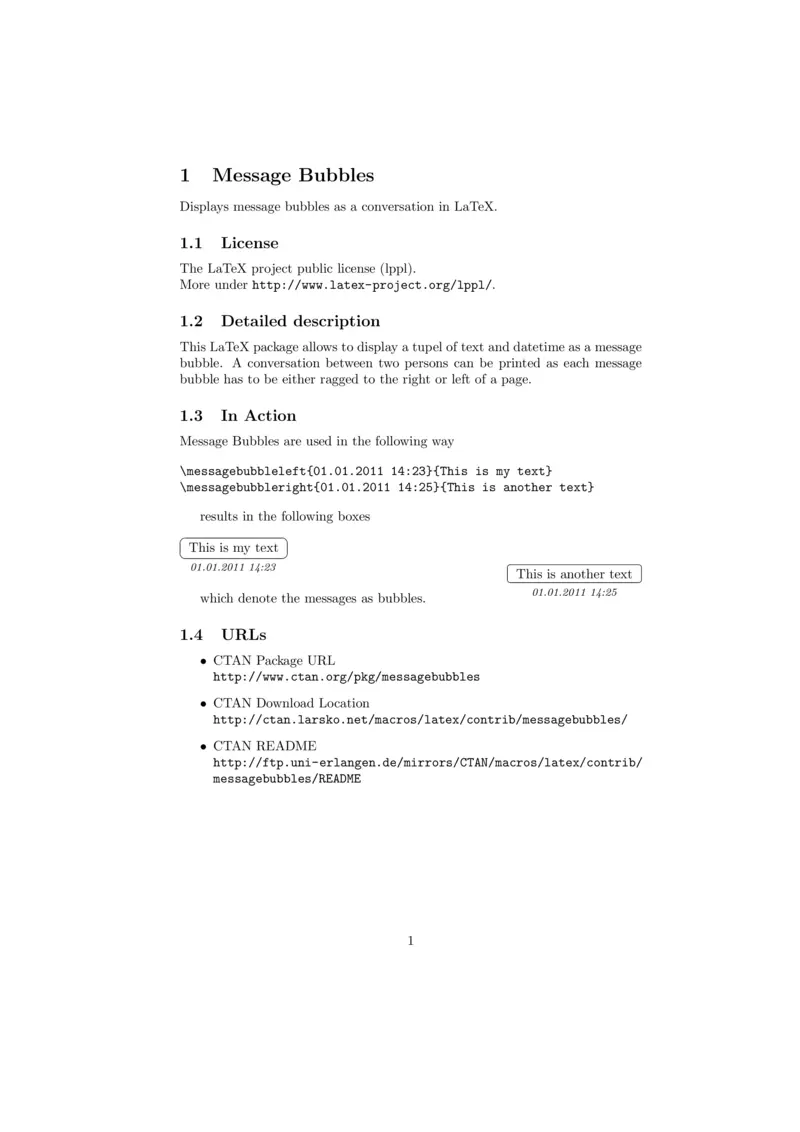 1 Message Bubbles
Displays message bubbles as a conversation in LaTeX.
1.1 License
The LaTeX project public license (lppl).
More under http://www.latex-project.org/lppl/.
1.2 Detailed description
This LaTeX package allows to display a tupel of text and datetime as a message
bubble. A conversation between two persons can be printed as each message
bubble has to be either ragged to the right or left of a page.
1.3 In Action
Message Bubbles are used in the following way
\messagebubbleleft{01.01.2011 14:23}{This is my text}
\messagebubbleright{01.01.2011 14:25}{This is another text}
results in the following boxes
This is my text
01.01.2011 14:23
This is another text
01.01.2011 14:25
which denote the messages as bubbles.
1.4 URLs
• CTAN Package URL
http://www.ctan.org/pkg/messagebubbles
• CTAN Download Location
http://ctan.larsko.net/macros/latex/contrib/messagebubbles/
• CTAN README
http://ftp.uni-erlangen.de/mirrors/CTAN/macros/latex/contrib/
messagebubbles/README
1